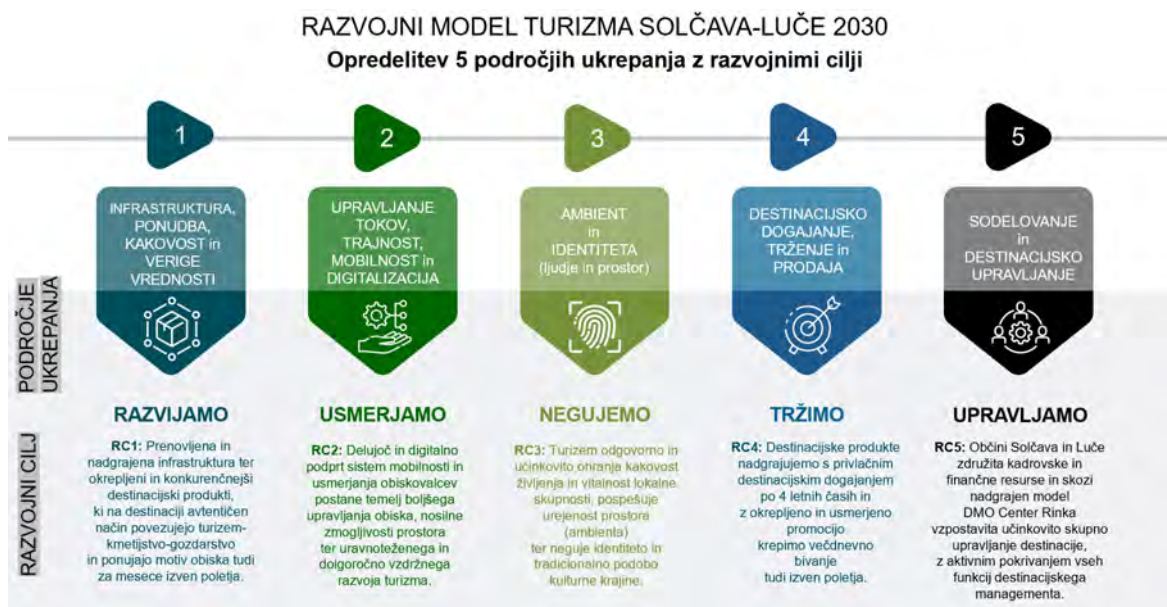 RAZVOJNI MODEL TURIZMA SOLČAVA-LUČE 2030
Opredelitev 5 področjih ukrepanja z razvojnimi cilji
1
2
3
4
5
PODROČJE
UKREPANJA
INFRASTRUKTURA,
PONUDBA,
KAKOVOST in
VERIGE
VREDNOSTI
UPRAVLJANJE
TOKOV,
TRAJNOST,
MOBILNOST in
DIGITALIZACIJA
AMBIENT
in
IDENTITETA
(ljudje in prostor)
DESTINACIJSKO
DOGAJANJE,
TRŽENJE in
PRODAJA
SODELOVANJE
in
DESTINACIJSKO
UPRAVLJANJE
RAZVOJNI CILJ
RAZVIJAMO
RC1: Prenovljena in
nadgrajena infrastruktura ter
okrepljeni in konkurenčnejši
destinacijski produkti,
ki na destinaciji avtentičen
način povezujejo turizem-
kmetijstvo-gozdarstvo
in ponujajo motiv obiska tudi
za mesece izven poletja.
USMERJAMO
RC2: Delujoč in digitalno
podprt sistem mobilnosti in
usmerjanja obiskovalcev
postane temelj boljšega
upravljanja obiska, nosilne
zmogljivosti prostora
ter uravnoteženega in
dolgoročno vzdržnega
razvoja turizma.
NEGUJEMO
RC3: Turizem odgovorno in
učinkovito ohranja kakovost
življenja in vitalnost lokalne
skupnosti, pospešuje
urejenost prostora
(ambienta)
ter neguje identiteto in
tradicionalno podobo
kulturne krajine.
TRŽIMO
RC4: Destinacijske produkte
nadgrajujemo s privlačnim
destinacijskim dogajanjem
po 4 letnih časih in
z okrepljeno in usmerjeno
promocijo
krepimo večdnevno
bivanje
tudi izven poletja.
UPRAVLJAMO
RC5: Občini Solčava in Luče
združita kadrovske in
finančne resurse in skozi
nadgrajen model
DMO Center Rinka
vzpostavita učinkovito skupno
upravljanje destinacije,
z aktivnim pokrivanjem vseh
funkcij destinacijskega
managementa.